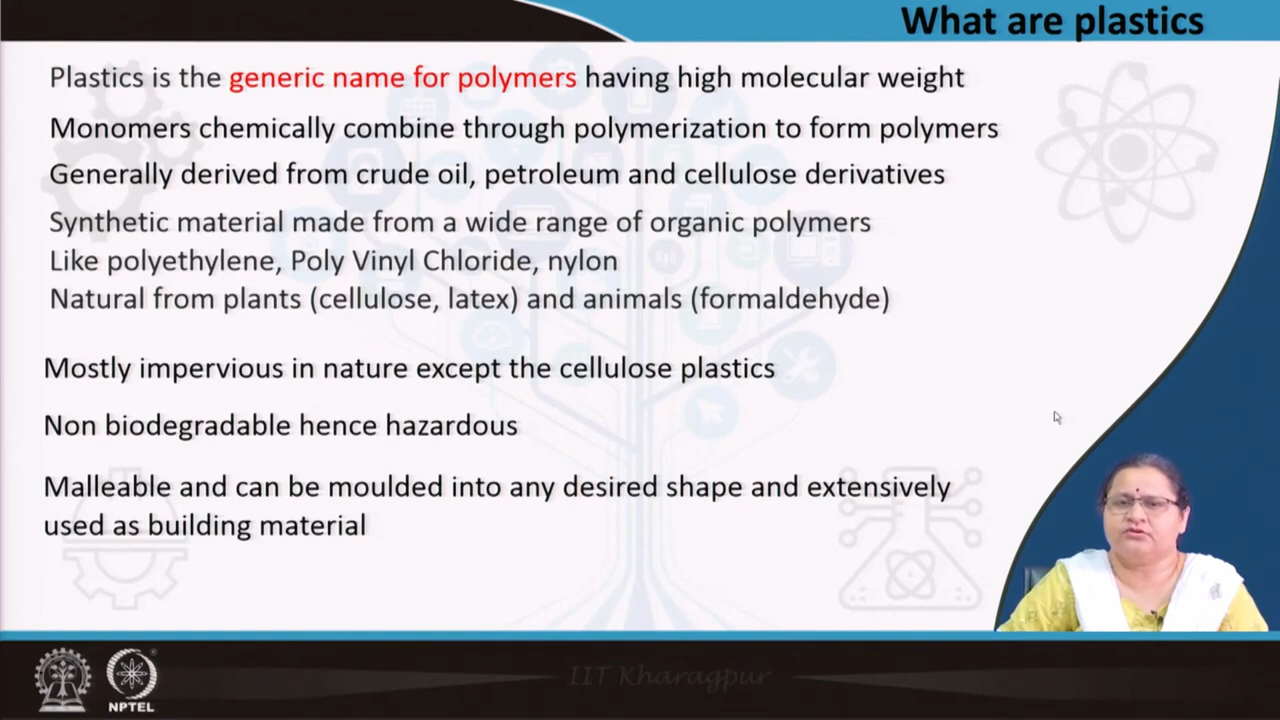 What are plastics
Plastics is the generic name for polymers having high molecular weight
Monomers chemically combine through polymerization to form polymers
Generally derived from crude oil, petroleum and cellulose derivatives
Synthetic material made from a wide range of organic polymers
Like polyethylene, Poly Vinyl Chloride, nylon
Natural from plants (cellulose, latex) and animals (formaldehyde)
Mostly impervious in nature except the cellulose plastics
Non biodegradable hence hazardous
Malleable and can be moulded into any desired shape and extensively
used as building material
IIT Kharagpur
NPTEL